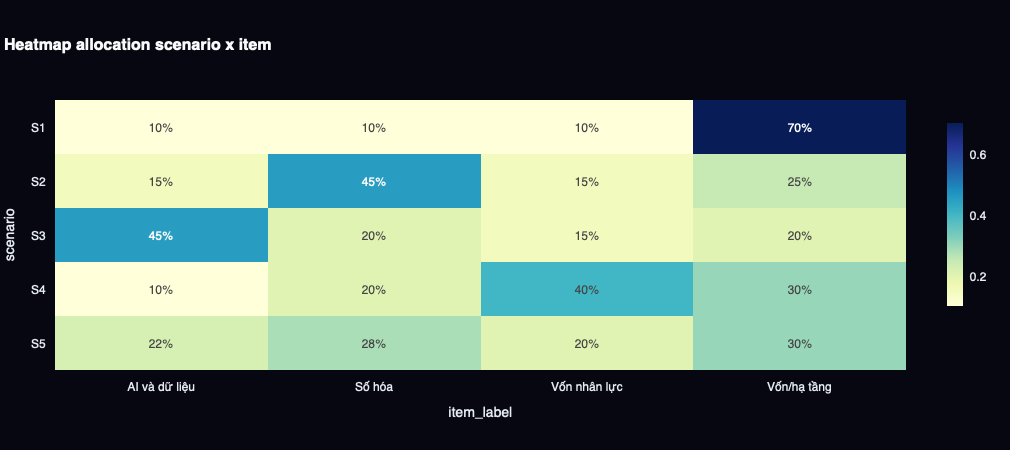 Heatmap allocation scenario x item
S1 10% 10% 10% 70%
S2 15% 45% 15% 25%
S3 45% 20% 15% 20%
S4 10% 20% 40% 30%
S5 22% 28% 20% 30%
AI và dữ liệu Số hóa Vốn nhân lực Vốn/hạ tầng
item_label
scenario
0.6
0.4
0.2